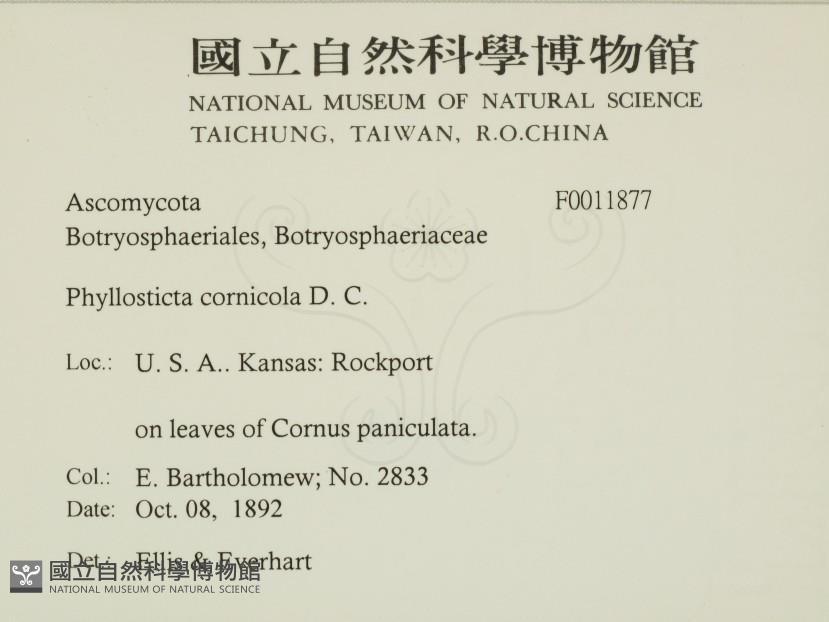 國立自然科學博物館
NATIONAL MUSEUM OF NATURAL SCIENCE
TAICHUNG, TAIWAN, R.O.CHINA
Ascomycota F0011877
Botryosphaeriales, Botryosphaeriaceae
Phyllosticta cornicola D. C.
Loc.: U. S. A.. Kansas: Rockport
on leaves of Cornus paniculata.
Col.: E. Bartholomew; No. 2833
Date: Oct. 08, 1892
Det.: Ellis & Everhart
國立自然科學博物館
NATIONAL MUSEUM OF NATURAL SCIENCE